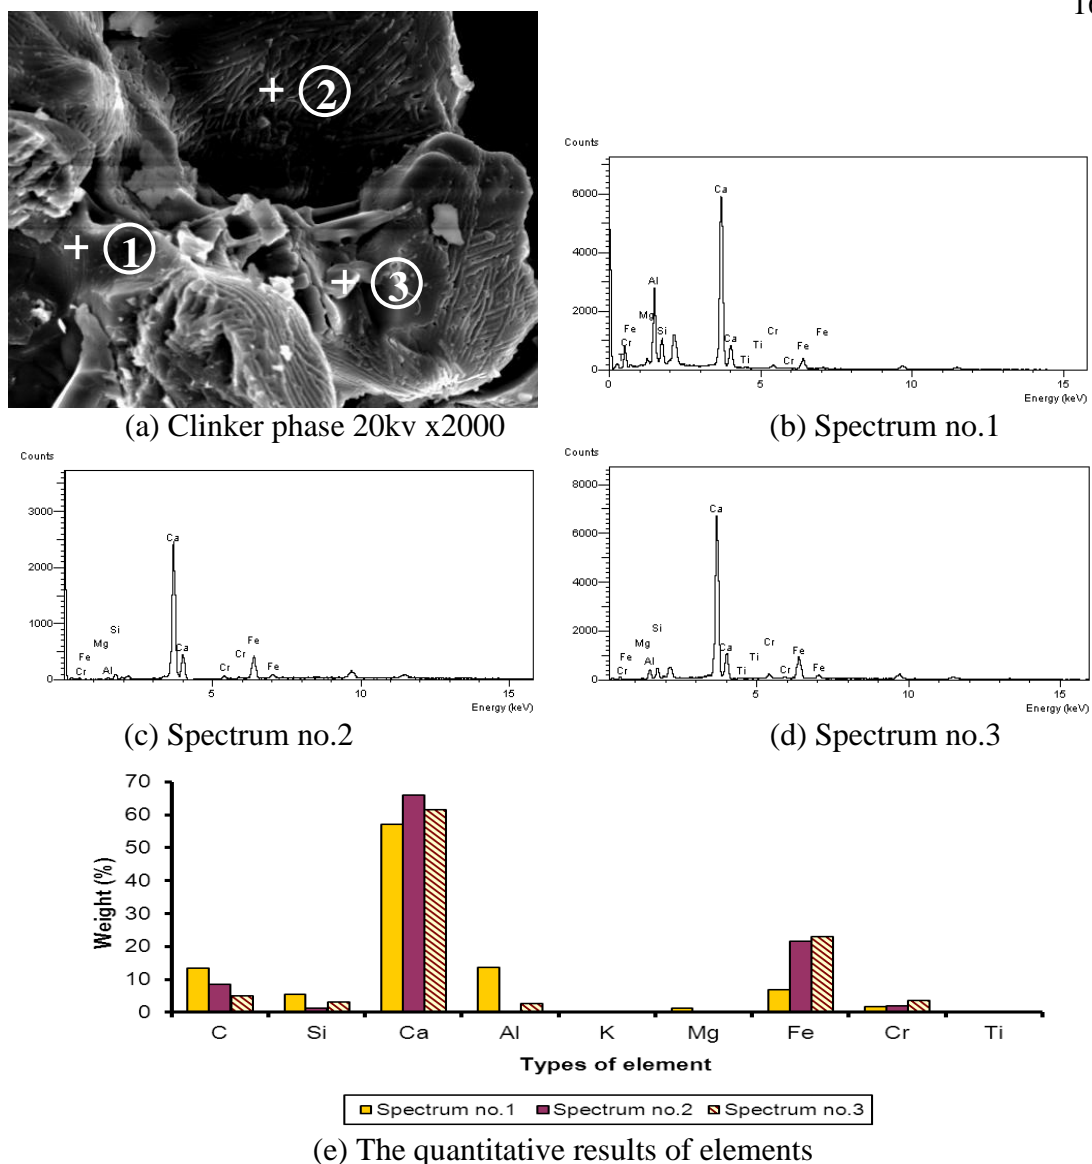 2
1
3
(a) Clinker phase 20kv x2000
Counts
6000
4000
2000
0
Ca
Al
Mg
Fe
Cr
Si
Ca
Ti
Ti
Cr
Cr
Fe
Fe
0
5
10
15
Energy (keV)
(b) Spectrum no.1
Counts
3000
2000
1000
0
Ca
Si
Mg
Fe
Cr
Al
Ca
Cr
Cr
Fe
Fe
5
10
15
Energy (keV)
(c) Spectrum no.2
Counts
8000
6000
4000
2000
0
Ca
Si
Mg
Fe
Cr
Al
Ca
Ti
Ti
Cr
Cr
Fe
Fe
5
10
15
Energy (keV)
(d) Spectrum no.3
Weight (%)
70
60
50
40
30
20
10
0
C Si Ca Al K Mg Fe Cr Ti
Types of element
Spectrum no.1 Spectrum no.2 Spectrum no.3
(e) The quantitative results of elements